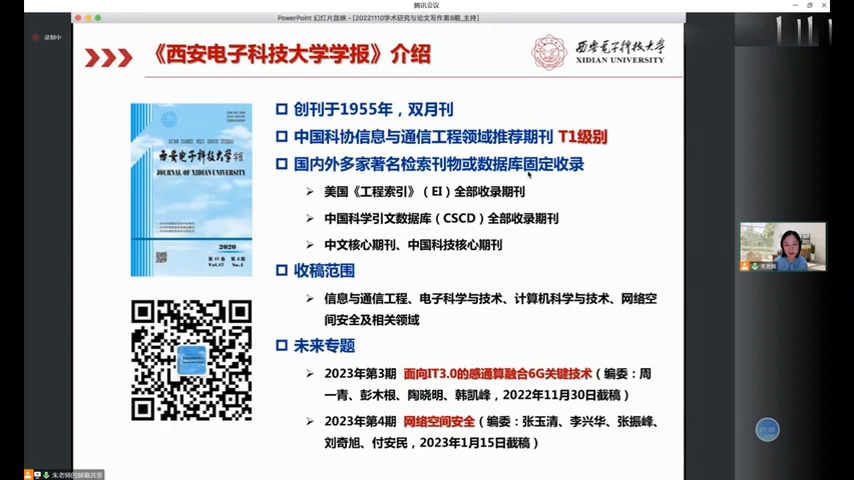 腾讯会议
PowerPoint 幻灯片放映 - [20221110学术研究与论文写作第8期_主持]
录制中
《西安电子科技大学学报》介绍
西安电子科技大学
XIDIAN UNIVERSITY
西安电子科技大学学报
JOURNAL OF XIDIAN UNIVERSITY
2020
第47卷 第4期
Vol.47 No.4
创刊于1955年，双月刊
中国科协信息与通信工程领域推荐期刊 T1级别
国内外多家著名检索刊物或数据库固定收录
美国《工程索引》（EI）全部收录期刊
中国科学引文数据库（CSCD）全部收录期刊
中文核心期刊、中国科技核心期刊
收稿范围
信息与通信工程、电子科学与技术、计算机科学与技术、网络空
间安全及相关领域
未来专题
2023年第3期 面向IT3.0的感通算融合6G关键技术（编委：周
一青、彭木根、陶晓明、韩凯峰，2022年11月30日截稿）
2023年第4期 网络空间安全（编委：张玉清、李兴华、张振峰、
刘奇旭、付安民，2023年1月15日截稿）
朱老师
朱老师的屏幕共享